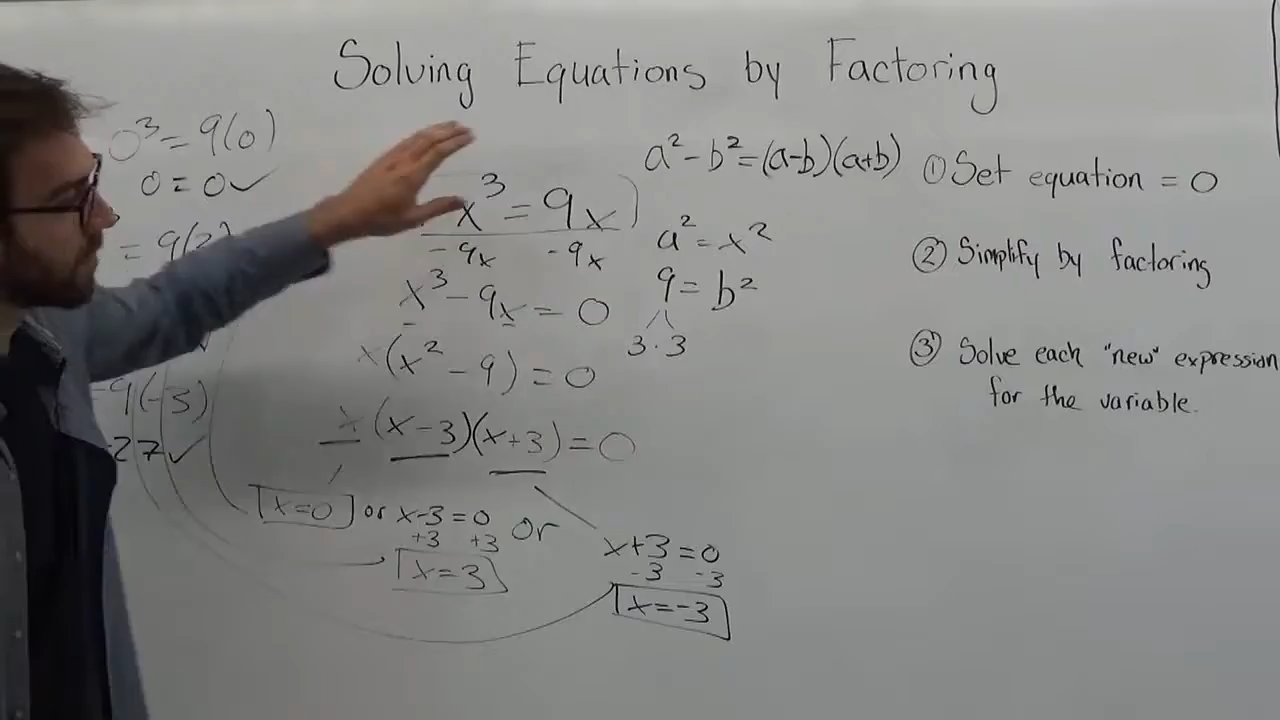 Solving Equations by Factoring
0³ = 9(0)
0 = 0 ✓
= 9(3)
-9(-3)
-27 ✓
x³ = 9x
-9x -9x
x³ - 9x = 0
x(x² - 9) = 0
x(x-3)(x+3) = 0
x=0 or x-3=0 or x+3=0
+3 +3
-3 -3
x=3
x=-3
a² - b² = (a-b)(a+b)
a² = x²
9 = b²
3 · 3
① Set equation = 0
② Simplify by factoring
③ Solve each "new" expression
for the variable.